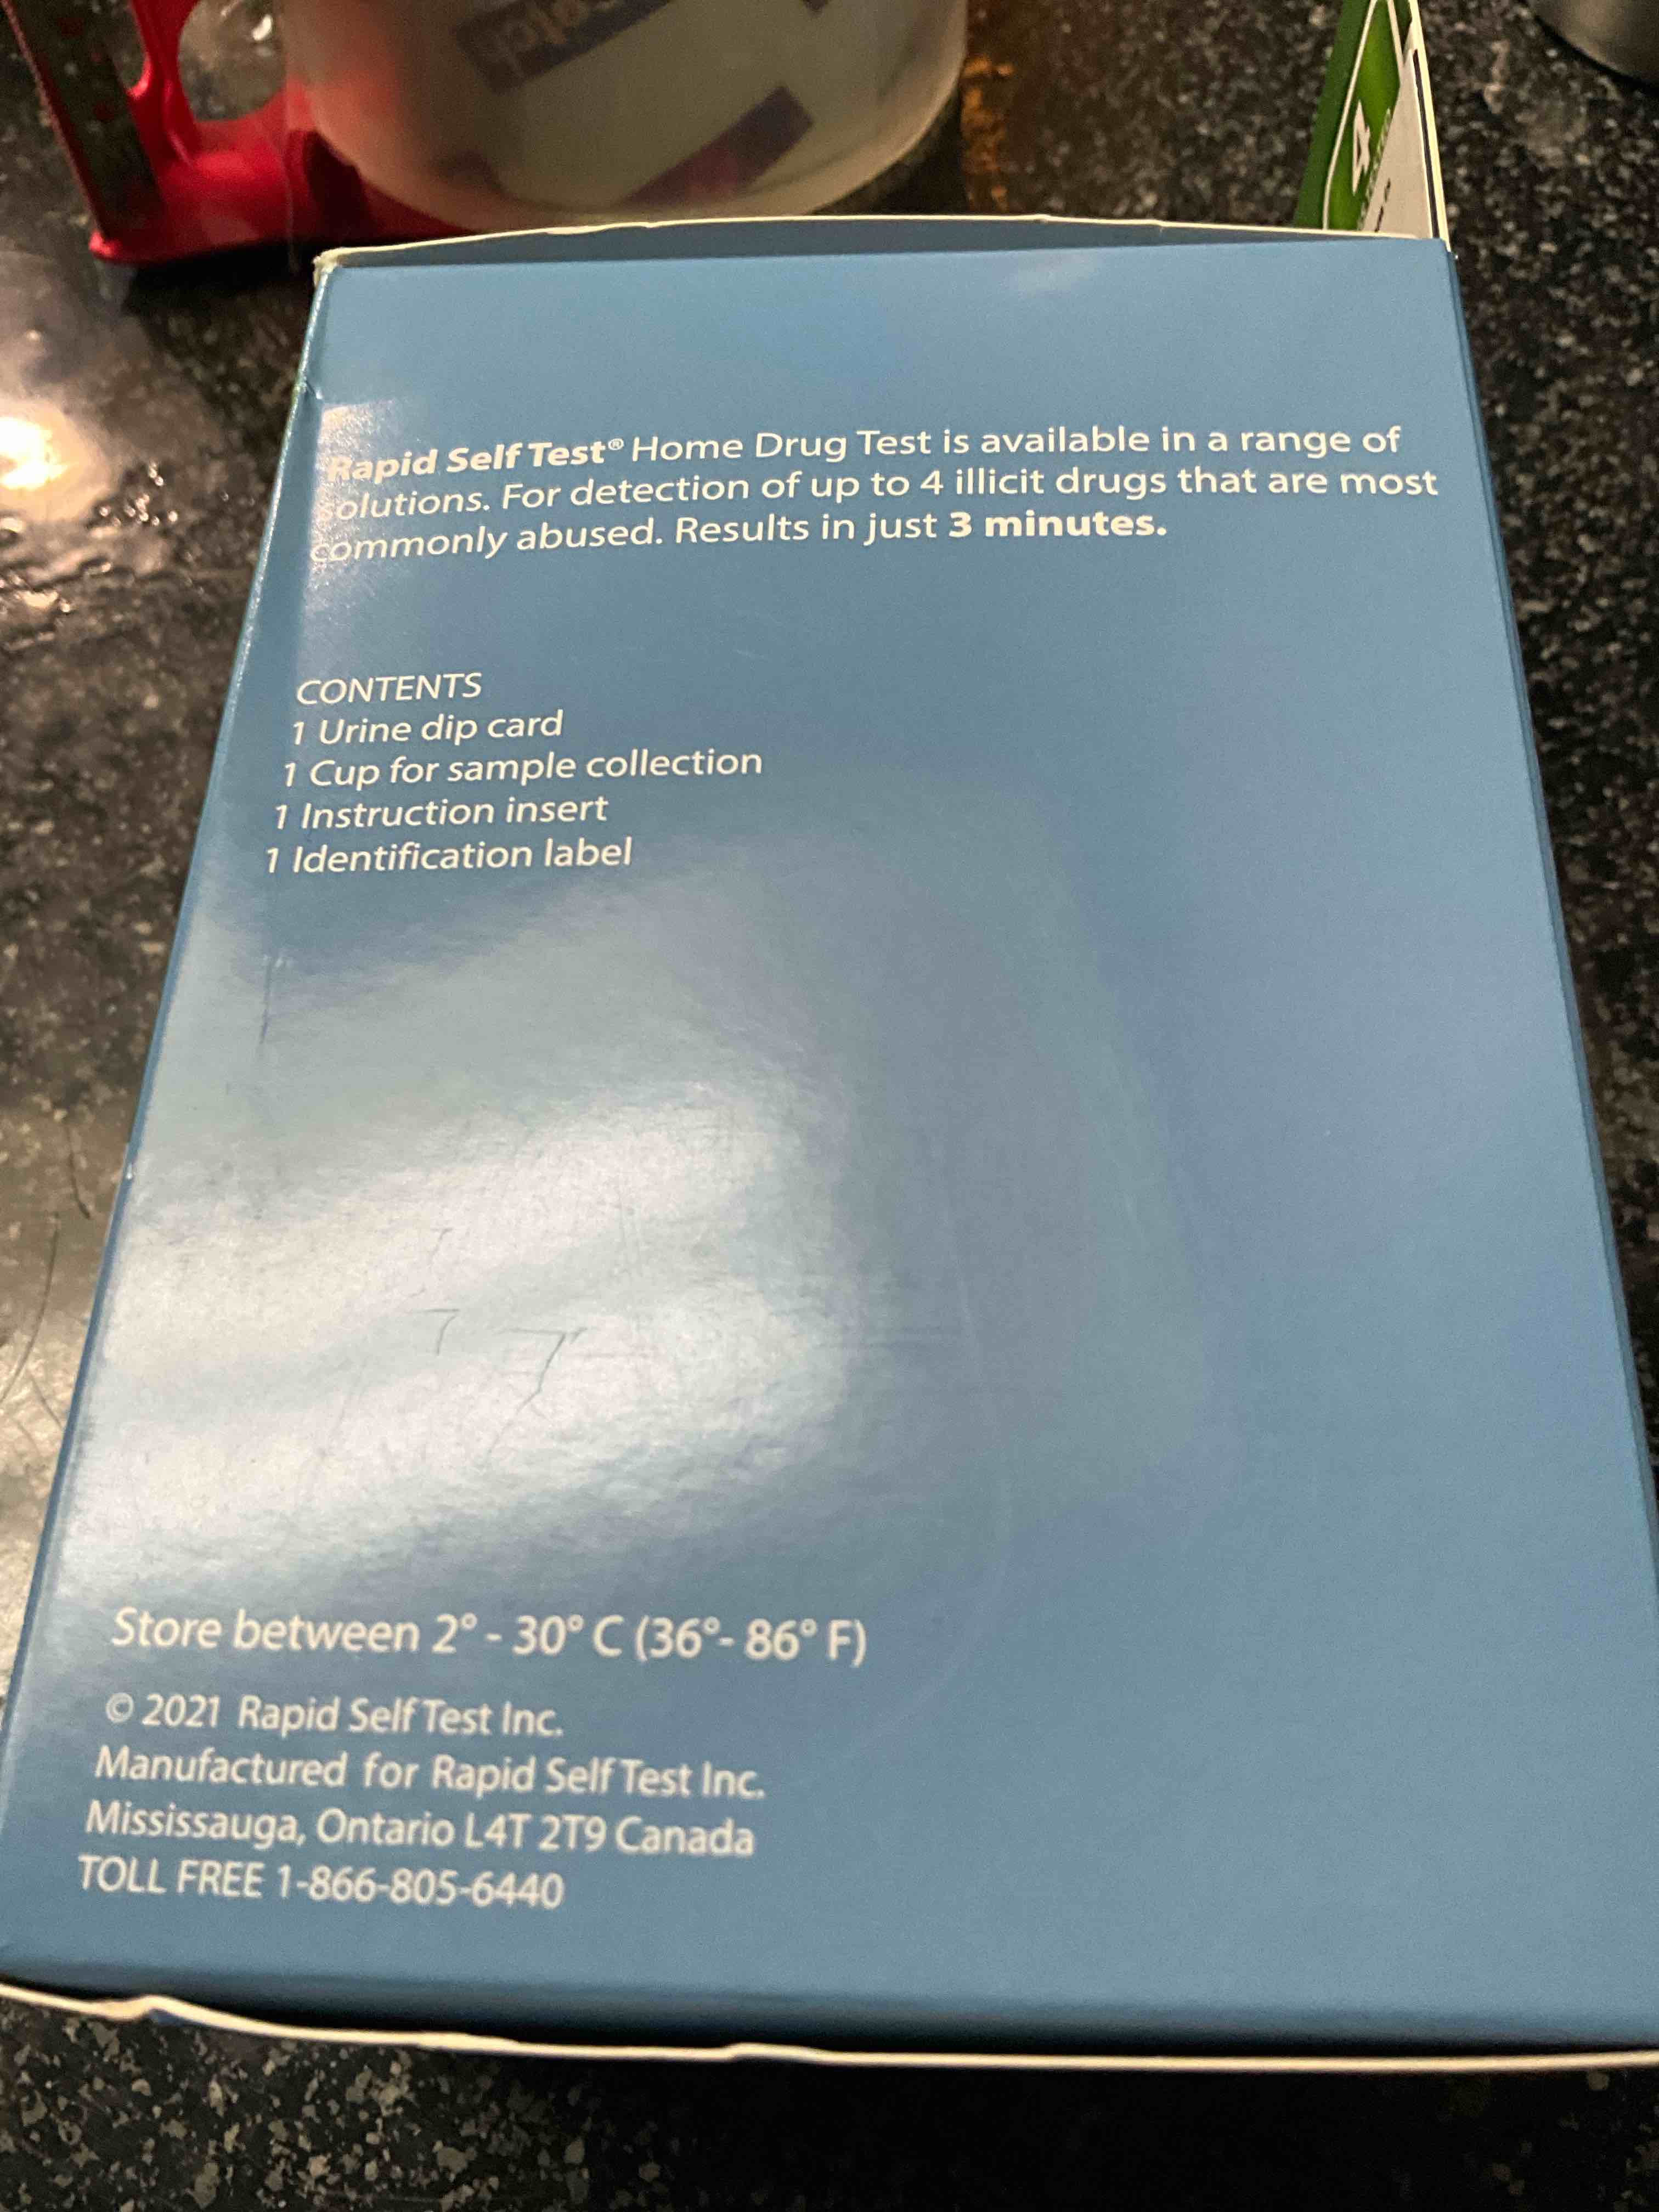 4
Rapid Self Test® Home Drug Test is available in a range of
solutions. For detection of up to 4 illicit drugs that are most
commonly abused. Results in just 3 minutes.
CONTENTS
1 Urine dip card
1 Cup for sample collection
1 Instruction insert
1 Identification label
Store between 2° - 30° C (36°- 86° F)
© 2021 Rapid Self Test Inc.
Manufactured for Rapid Self Test Inc.
Mississauga, Ontario L4T 2T9 Canada
TOLL FREE 1-866-805-6440